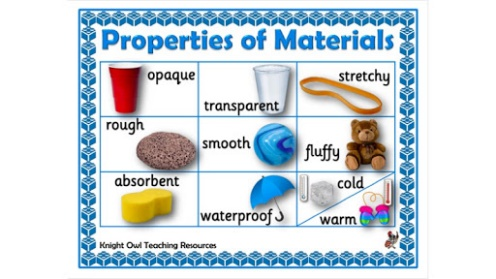 Properties of Materials
opaque
transparent
stretchy
rough
smooth
fluffy
absorbent
waterproof
cold
warm
Knight Owl Teaching Resources